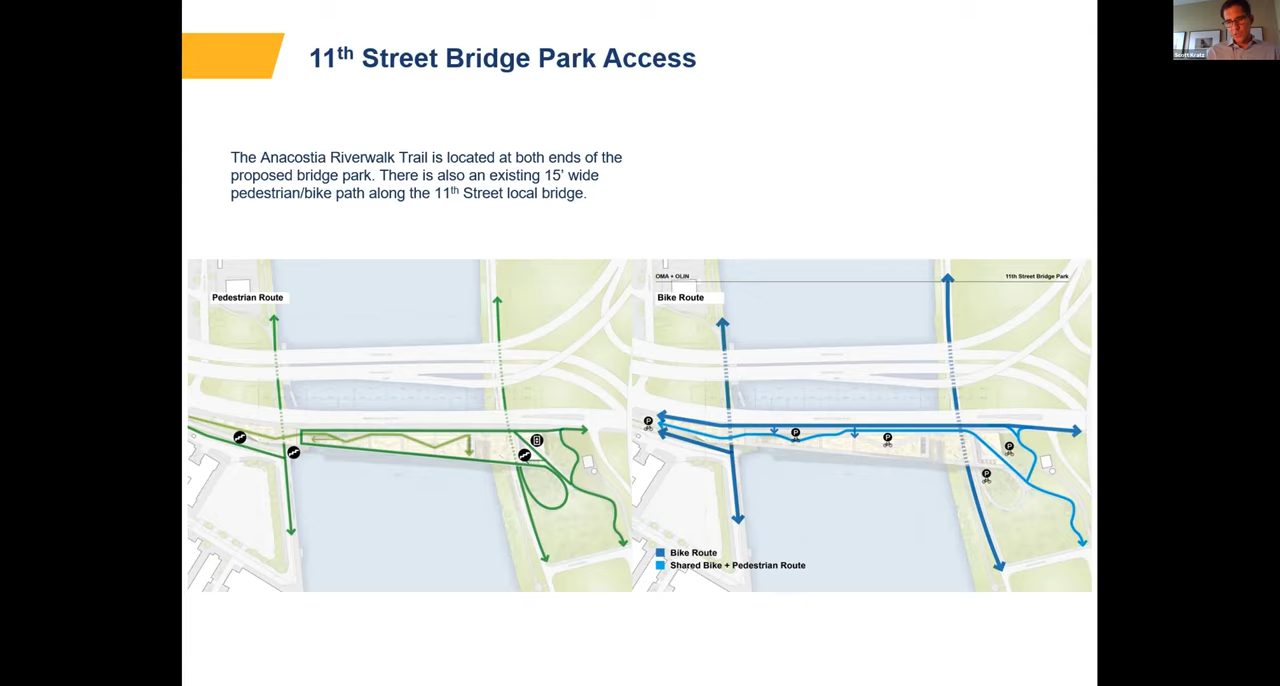 11th Street Bridge Park Access
Scott Kratz
The Anacostia Riverwalk Trail is located at both ends of the
proposed bridge park. There is also an existing 15’ wide
pedestrian/bike path along the 11th Street local bridge.
Pedestrian Route
OMA + OLIN
11th Street Bridge Park
Bike Route
P
P
P
P
P
Bike Route
Shared Bike + Pedestrian Route